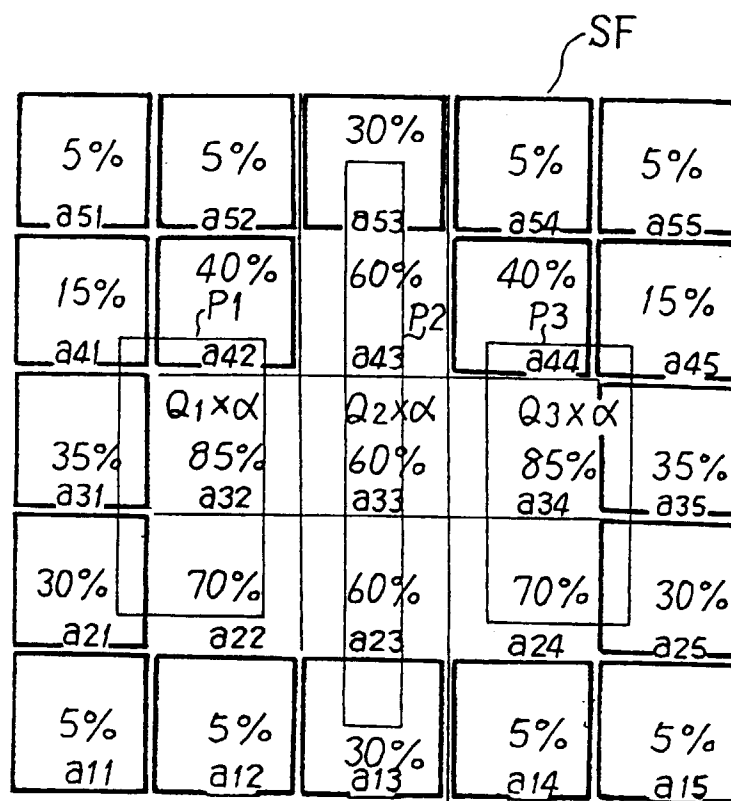 SF
5% 5% 30% 5% 5%
a51 a52 a53 a54 a55
15% 40% 60% 40% 15%
P1 P2 P3
a41 a42 a43 a44 a45
Q1×α Q2×α Q3×α
35% 85% 60% 85% 35%
a31 a32 a33 a34 a35
30% 70% 60% 70% 30%
a21 a22 a23 a24 a25
5% 5% 30% 5% 5%
a11 a12 a13 a14 a15